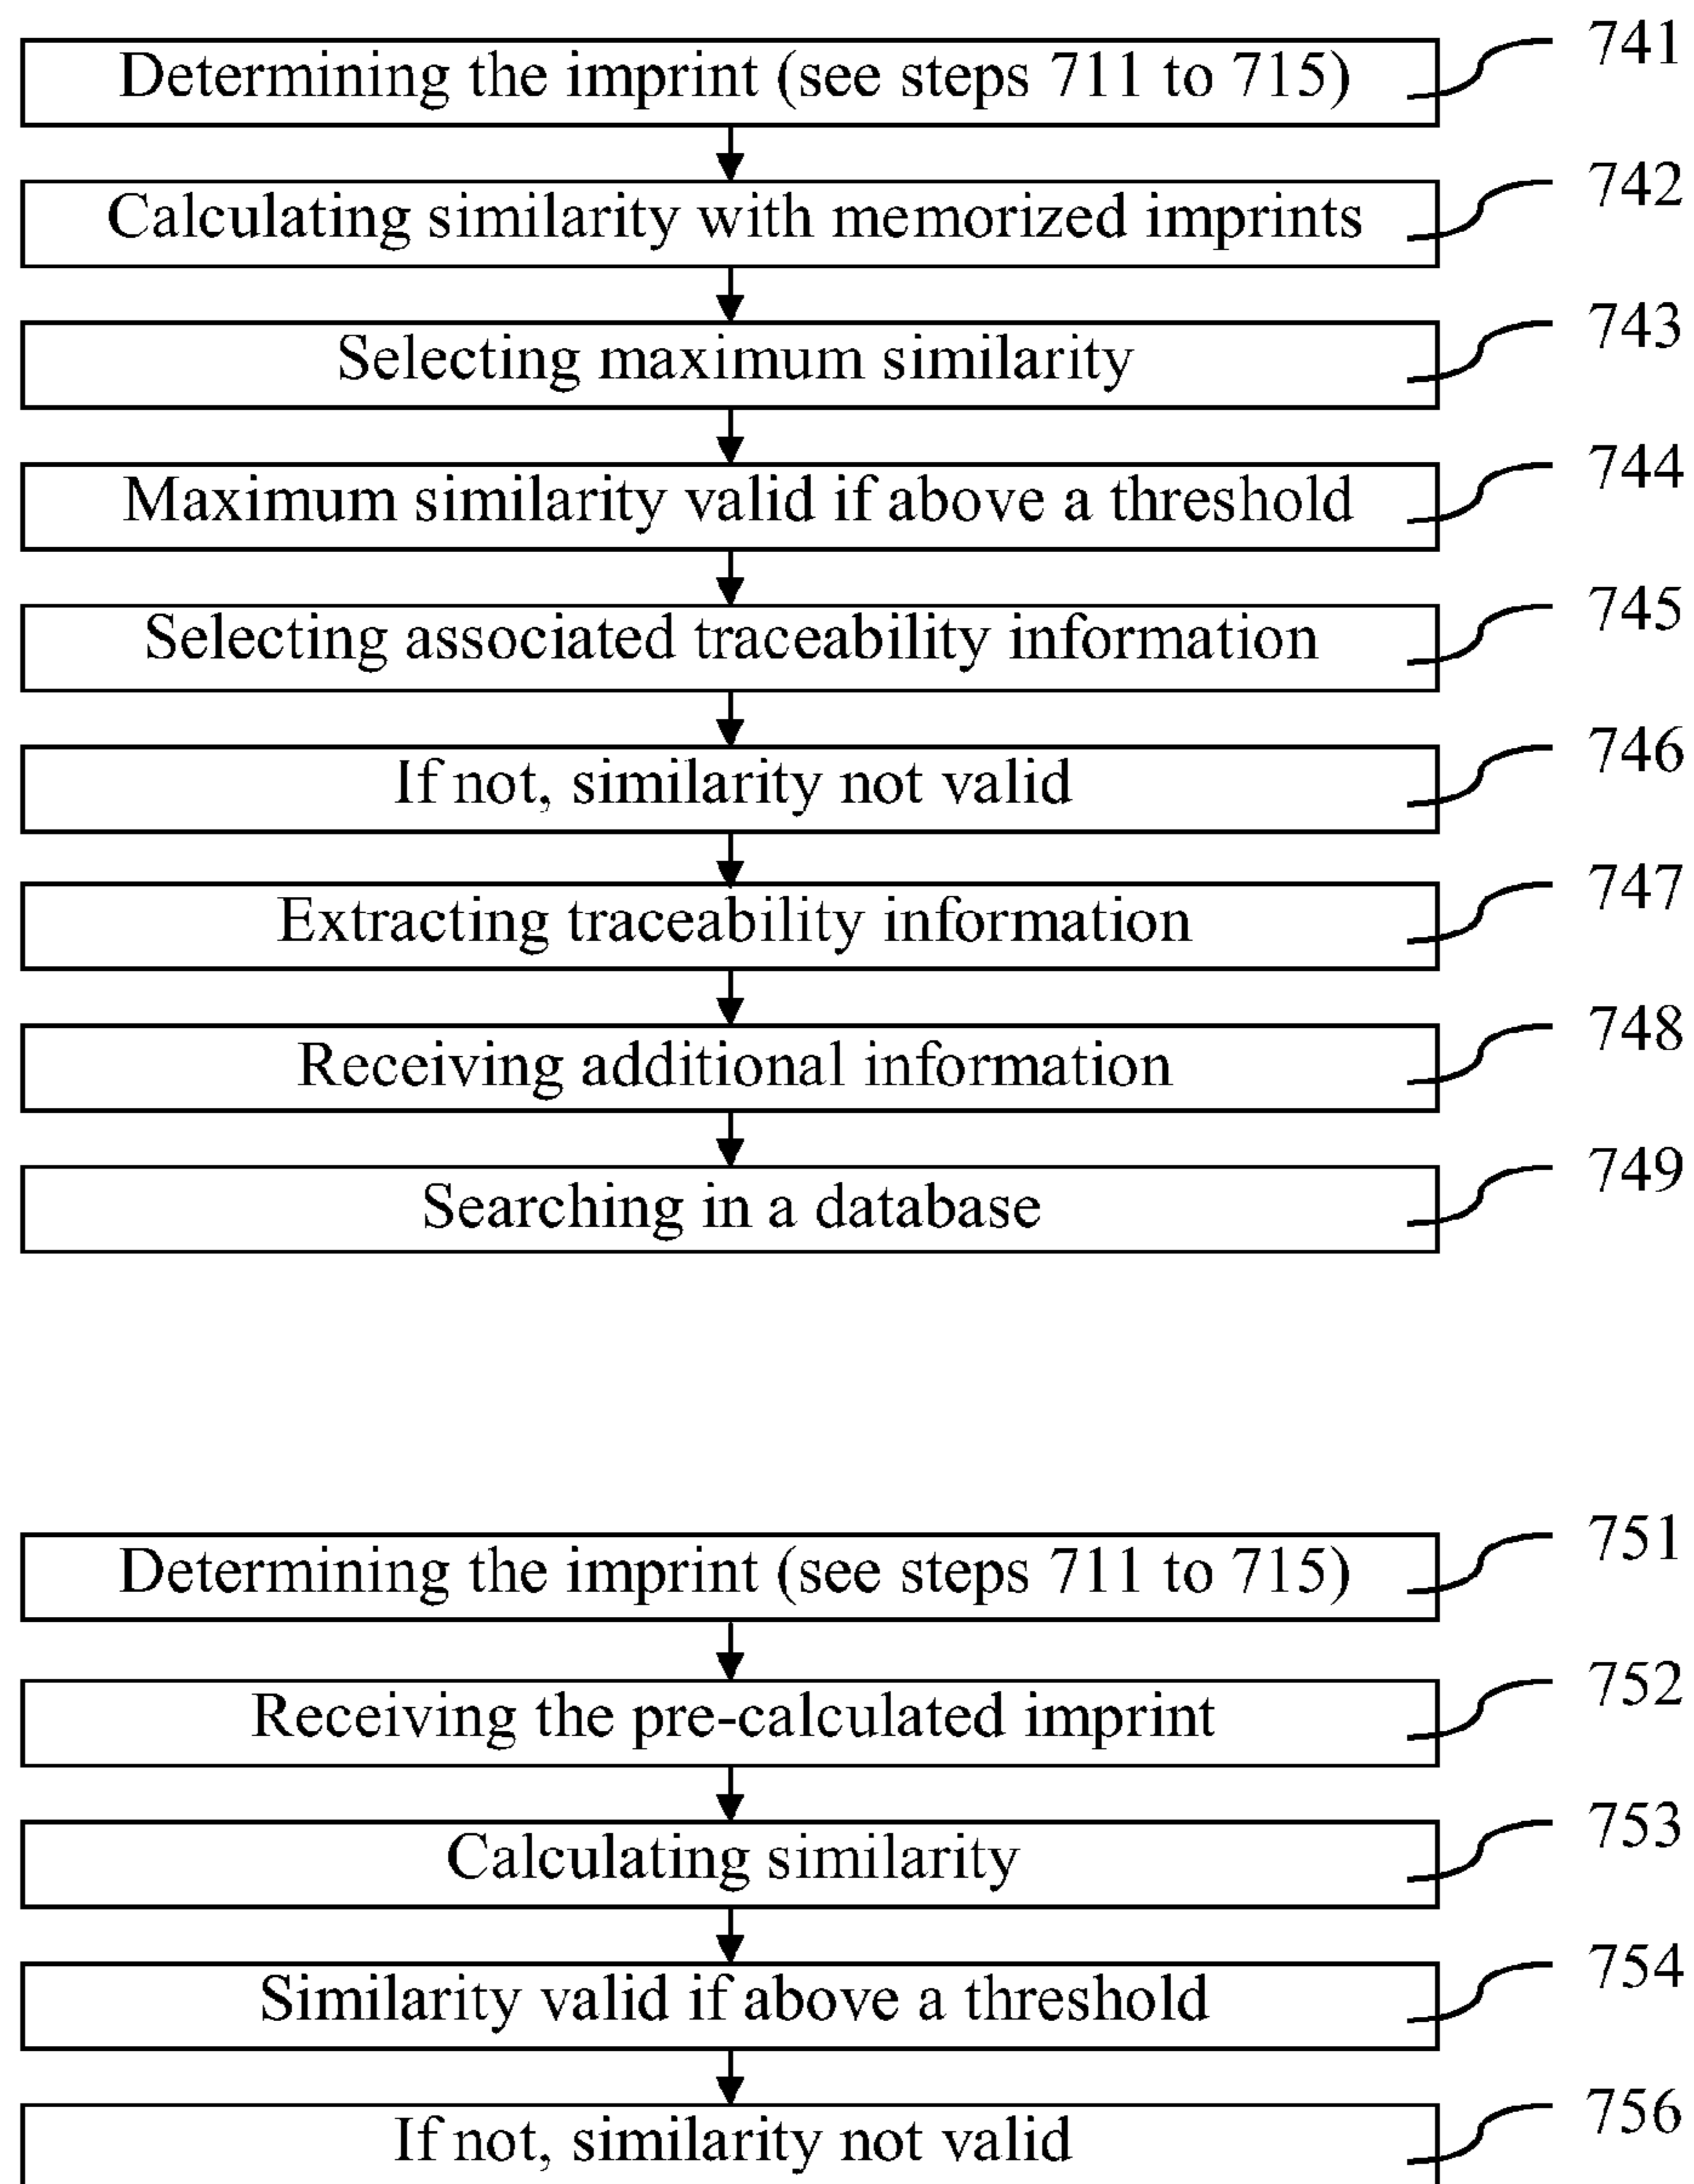 Determining the imprint (see steps 711 to 715) 741
Calculating similarity with memorized imprints 742
Selecting maximum similarity 743
Maximum similarity valid if above a threshold 744
Selecting associated traceability information 745
If not, similarity not valid 746
Extracting traceability information 747
Receiving additional information 748
Searching in a database 749
Determining the imprint (see steps 711 to 715) 751
Receiving the pre-calculated imprint 752
Calculating similarity 753
Similarity valid if above a threshold 754
If not, similarity not valid 756